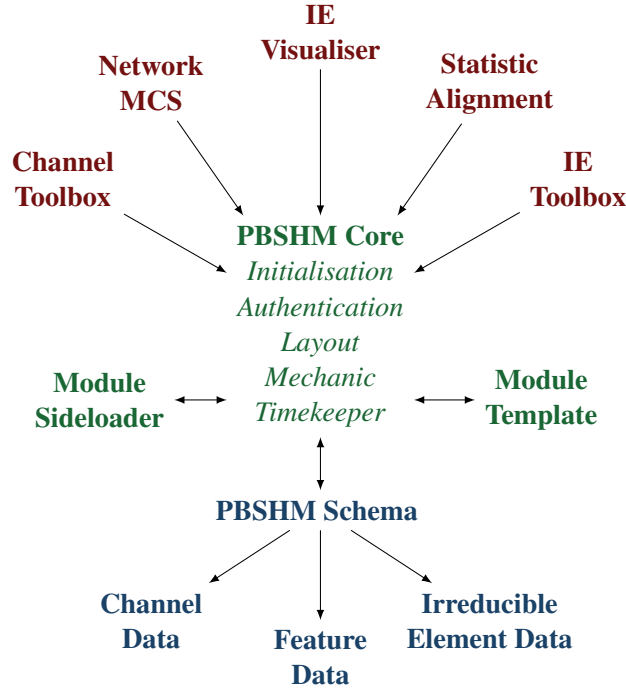 IE
Visualiser
Network
MCS
Statistic
Alignment
Channel
Toolbox
IE
Toolbox
PBSHM Core
Initialisation
Authentication
Layout
Mechanic
Timekeeper
Module
Sideloader
Module
Template
PBSHM Schema
Channel
Data
Feature
Data
Irreducible
Element Data